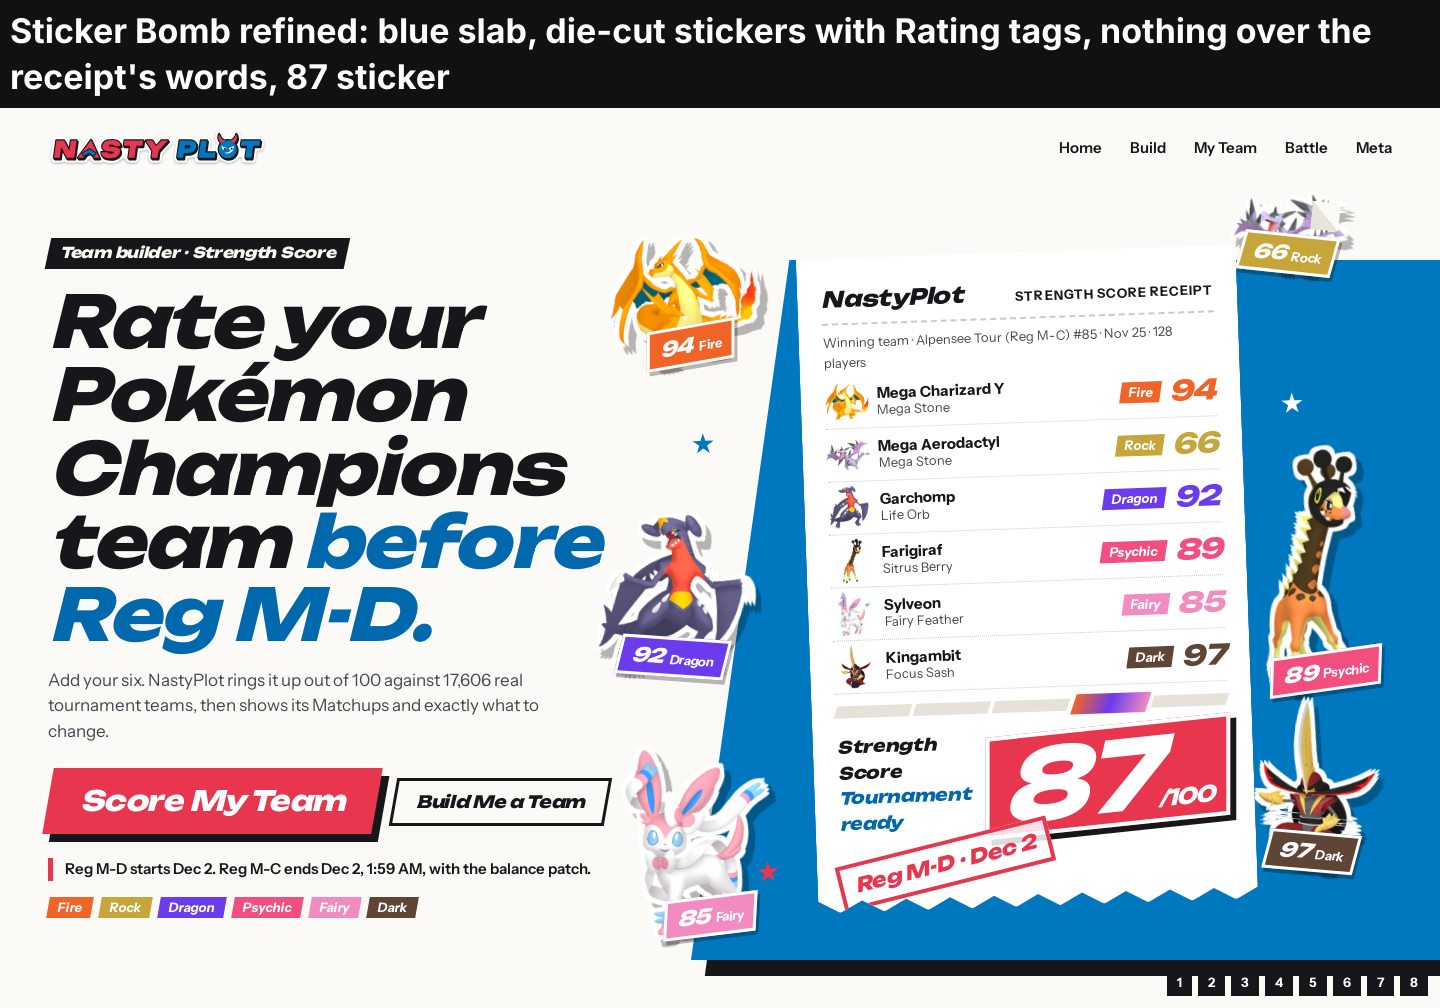 Sticker Bomb refined: blue slab, die-cut stickers with Rating tags, nothing over the
receipt's words, 87 sticker
NASTY PLOT
Home Build My Team Battle Meta
Team builder · Strength Score
Rate your
Pokémon
Champions
team before
Reg M-D.
Add your six. NastyPlot rings it up out of 100 against 17,606 real
tournament teams, then shows its Matchups and exactly what to
change.
Score My Team
Build Me a Team
Reg M-D starts Dec 2. Reg M-C ends Dec 2, 1:59 AM, with the balance patch.
Fire Rock Dragon Psychic Fairy Dark
94 Fire
92 Dragon
85 Fairy
NastyPlot
STRENGTH SCORE RECEIPT
Winning team · Alpensee Tour (Reg M-C) #85 · Nov 25 · 128
players
Mega Charizard Y
Mega Stone
Fire 94
Mega Aerodactyl
Mega Stone
Rock 66
Garchomp
Life Orb
Dragon 92
Farigiraf
Sitrus Berry
Psychic 89
Sylveon
Fairy Feather
Fairy 85
Kingambit
Focus Sash
Dark 97
Strength
Score
Tournament
ready
87 /100
Reg M-D · Dec 2
66 Rock
89 Psychic
97 Dark
1 2 3 4 5 6 7 8